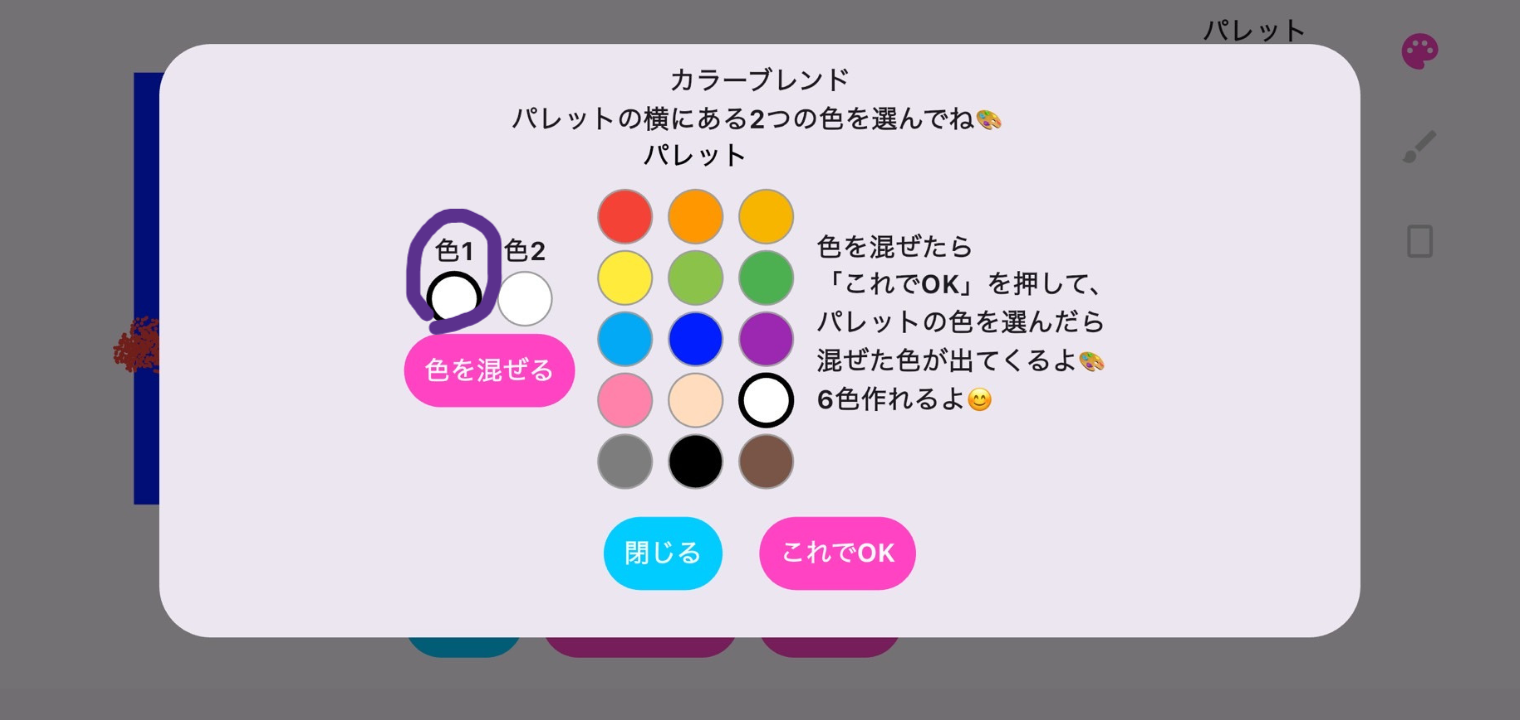 パレット
カラーブレンド
パレットの横にある2つの色を選んでね🎨
パレット
色1 色2
色を混ぜる
色を混ぜたら
「これでOK」を押して、
パレットの色を選んだら
混ぜた色が出てくるよ🎨
6色作れるよ😊
閉じる これでOK